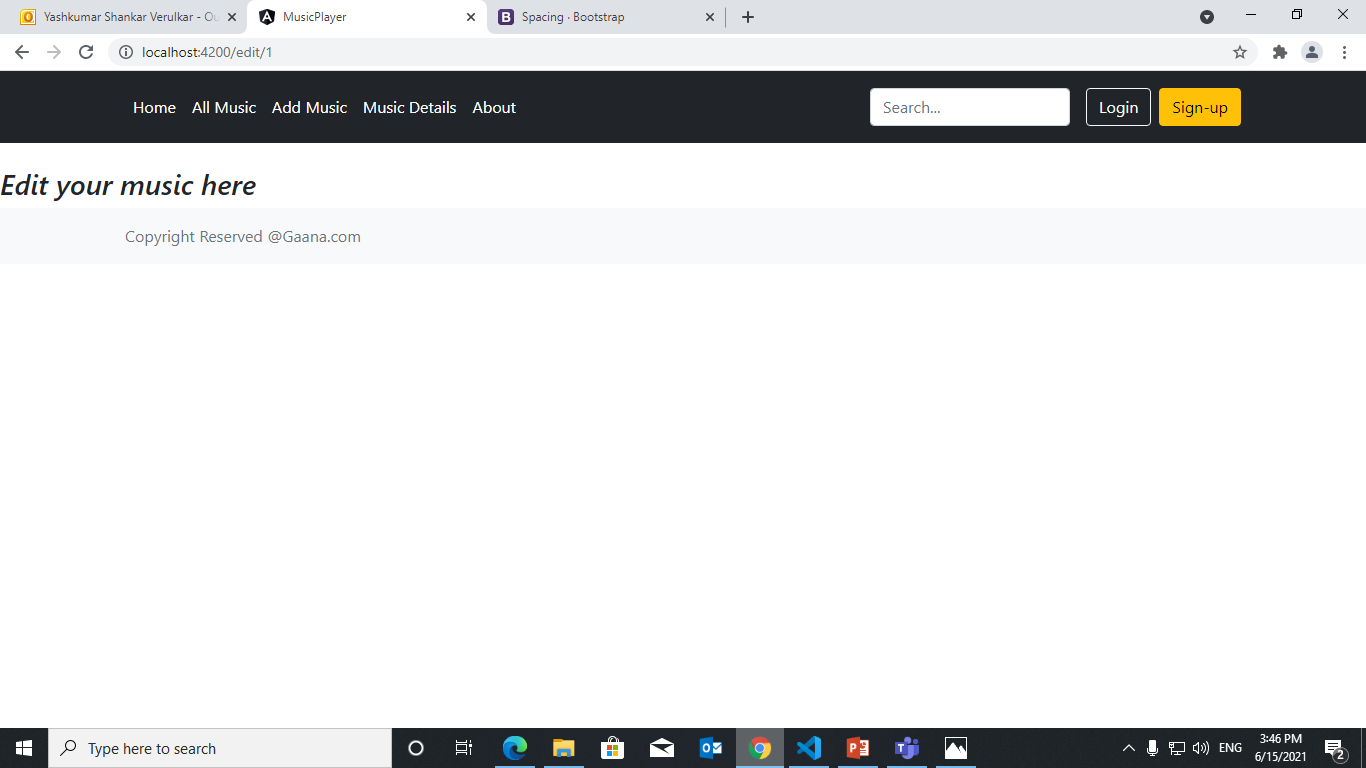 Yashkumar Shankar Verulkar - Ou
MusicPlayer
Spacing · Bootstrap
localhost:4200/edit/1
Home All Music Add Music Music Details About Search... Login Sign-up
Edit your music here
Copyright Reserved @Gaana.com
Type here to search
ENG
3:46 PM
6/15/2021
2